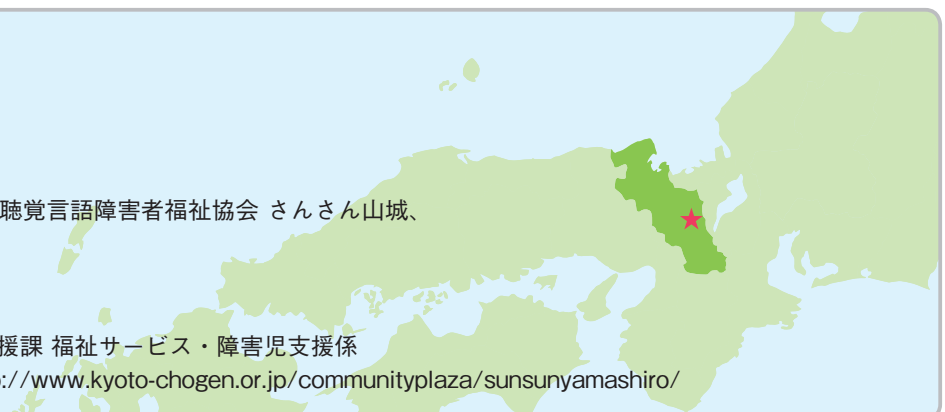 聴覚言語障害者福祉協会 さんさん山城、
援課 福祉サービス・障害児支援係
://www.kyoto-chogen.or.jp/communityplaza/sunsunyamashiro/